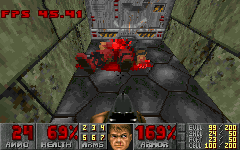 FPS 45.41
24 69% 2 3 4 169%
5 6 7
AMMO HEALTH ARMS ARMOR
BULL 99 / 200
SHEL 50 / 50
RCKT 50 / 50
CELL 100 / 300